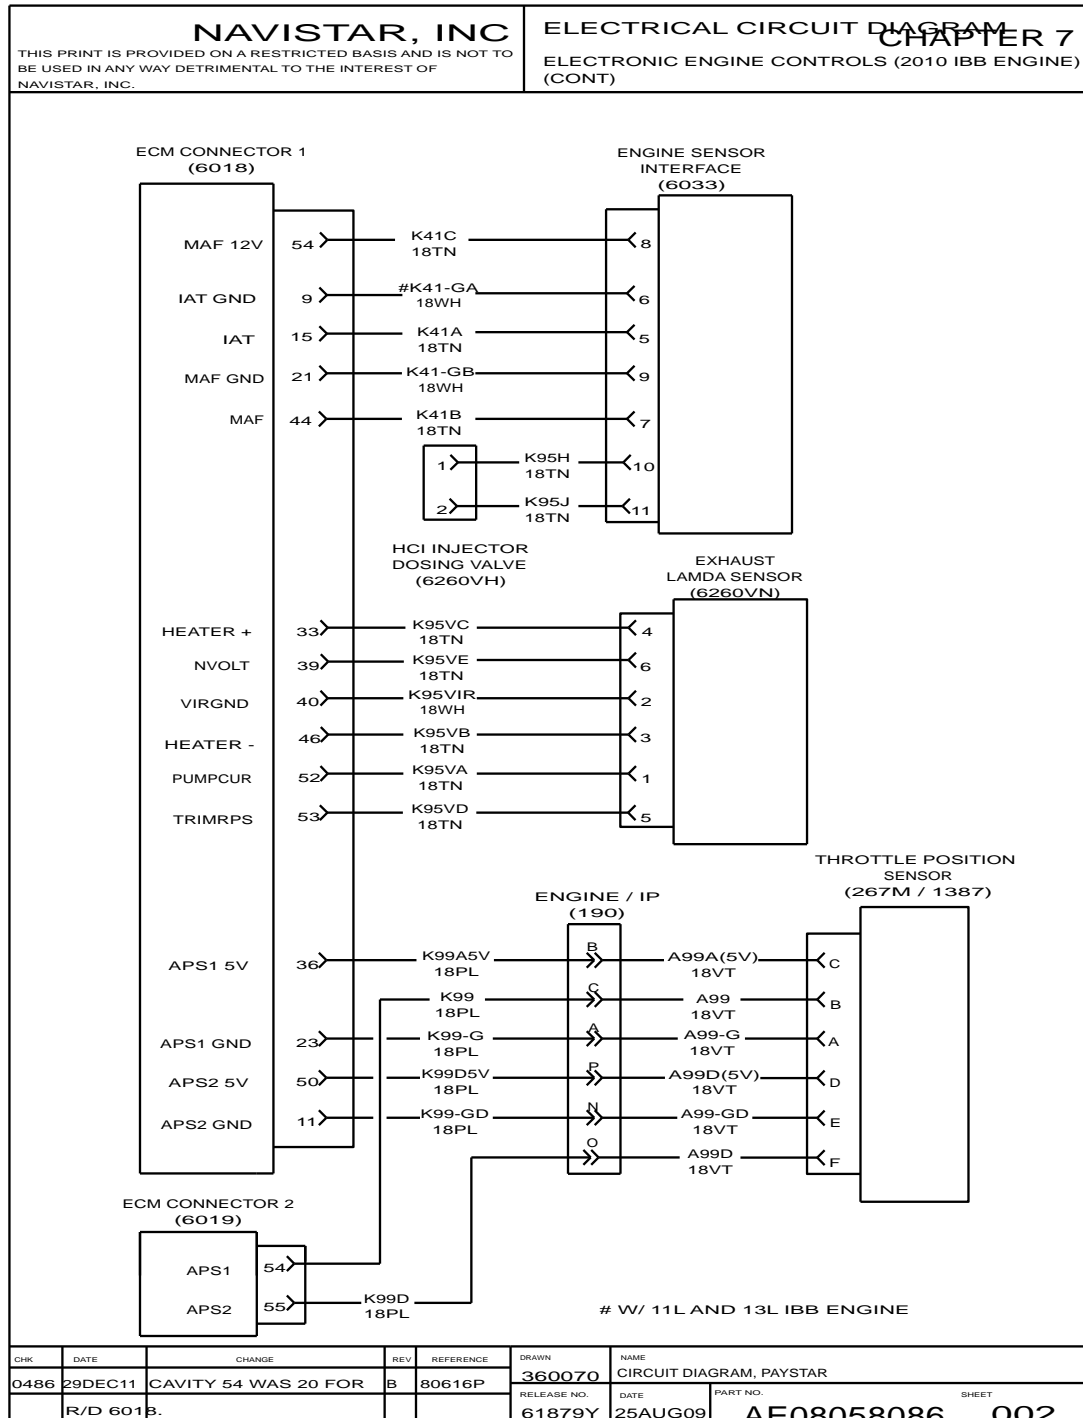 NAVISTAR, INC
THIS PRINT IS PROVIDED ON A RESTRICTED BASIS AND IS NOT TO
BE USED IN ANY WAY DETRIMENTAL TO THE INTEREST OF
NAVISTAR, INC.
ELECTRICAL CIRCUIT DIAGRAM
CHAPTER 7
ELECTRONIC ENGINE CONTROLS (2010 IBB ENGINE)
(CONT)
ECM CONNECTOR 1
(6018)
ENGINE SENSOR
INTERFACE
(6033)
MAF 12V 54 K41C 8
18TN
IAT GND 9 #K41-GA 6
18WH
IAT 15 K41A 5
18TN
MAF GND 21 K41-GB 9
18WH
MAF 44 K41B 7
18TN
1 K95H 10
18TN
2 K95J 11
18TN
HCI INJECTOR
DOSING VALVE
(6260VH)
EXHAUST
LAMDA SENSOR
(6260VN)
HEATER + 33 K95VC 4
18TN
NVOLT 39 K95VE 6
18TN
VIRGND 40 K95VIR 2
18WH
HEATER - 46 K95VB 3
18TN
PUMPCUR 52 K95VA 1
18TN
TRIMRPS 53 K95VD 5
18TN
THROTTLE POSITION
SENSOR
(267M / 1387)
ENGINE / IP
(190)
APS1 5V 36 K99A5V B A99A(5V) C
18PL 18VT
K99 C A99 B
18PL 18VT
APS1 GND 23 K99-G A A99-G A
18PL 18VT
APS2 5V 50 K99D5V P A99D(5V) D
18PL 18VT
APS2 GND 11 K99-GD N A99-GD E
18PL 18VT
O A99D F
18VT
ECM CONNECTOR 2
(6019)
APS1 54
APS2 55 K99D
18PL
# W/ 11L AND 13L IBB ENGINE
CHK DATE CHANGE REV REFERENCE DRAWN NAME
0486 29DEC11 CAVITY 54 WAS 20 FOR B 80616P 360070 CIRCUIT DIAGRAM, PAYSTAR
RELEASE NO. DATE PART NO. SHEET
R/D 6018. 61879Y 25AUG09 AE08058086 002